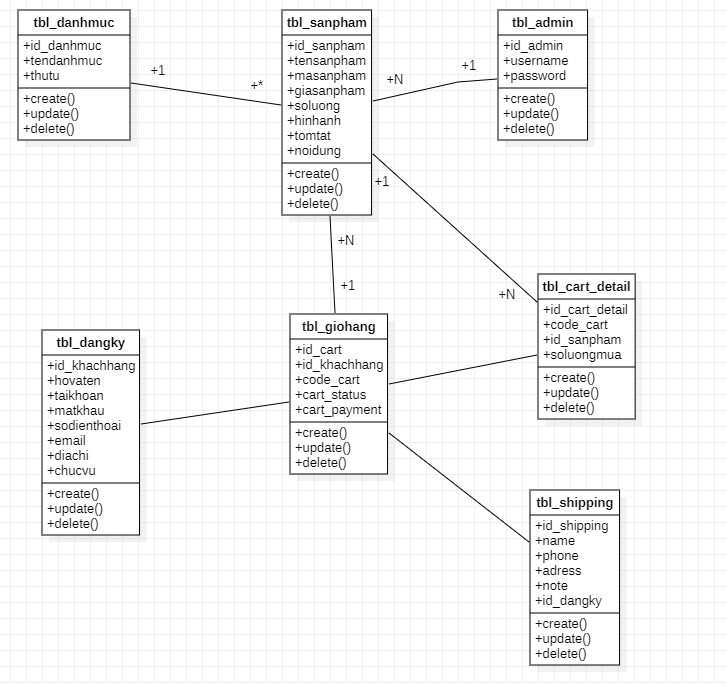 tbl_danhmuc
+id_danhmuc
+tendanhmuc
+thutu
+create()
+update()
+delete()
+1
+*
tbl_sanpham
+id_sanpham
+tensanpham
+masanpham
+giasanpham
+soluong
+hinhanh
+tomtat
+noidung
+create()
+update()
+delete()
+N
+1
tbl_admin
+id_admin
+username
+password
+create()
+update()
+delete()
+1
+N
+N
+1
tbl_cart_detail
+id_cart_detail
+code_cart
+id_sanpham
+soluongmua
+create()
+update()
+delete()
tbl_dangky
+id_khachhang
+hovaten
+taikhoan
+matkhau
+sodienthoai
+email
+diachi
+chucvu
+create()
+update()
+delete()
tbl_giohang
+id_cart
+id_khachhang
+code_cart
+cart_status
+cart_payment
+create()
+update()
+delete()
tbl_shipping
+id_shipping
+name
+phone
+adress
+note
+id_dangky
+create()
+update()
+delete()